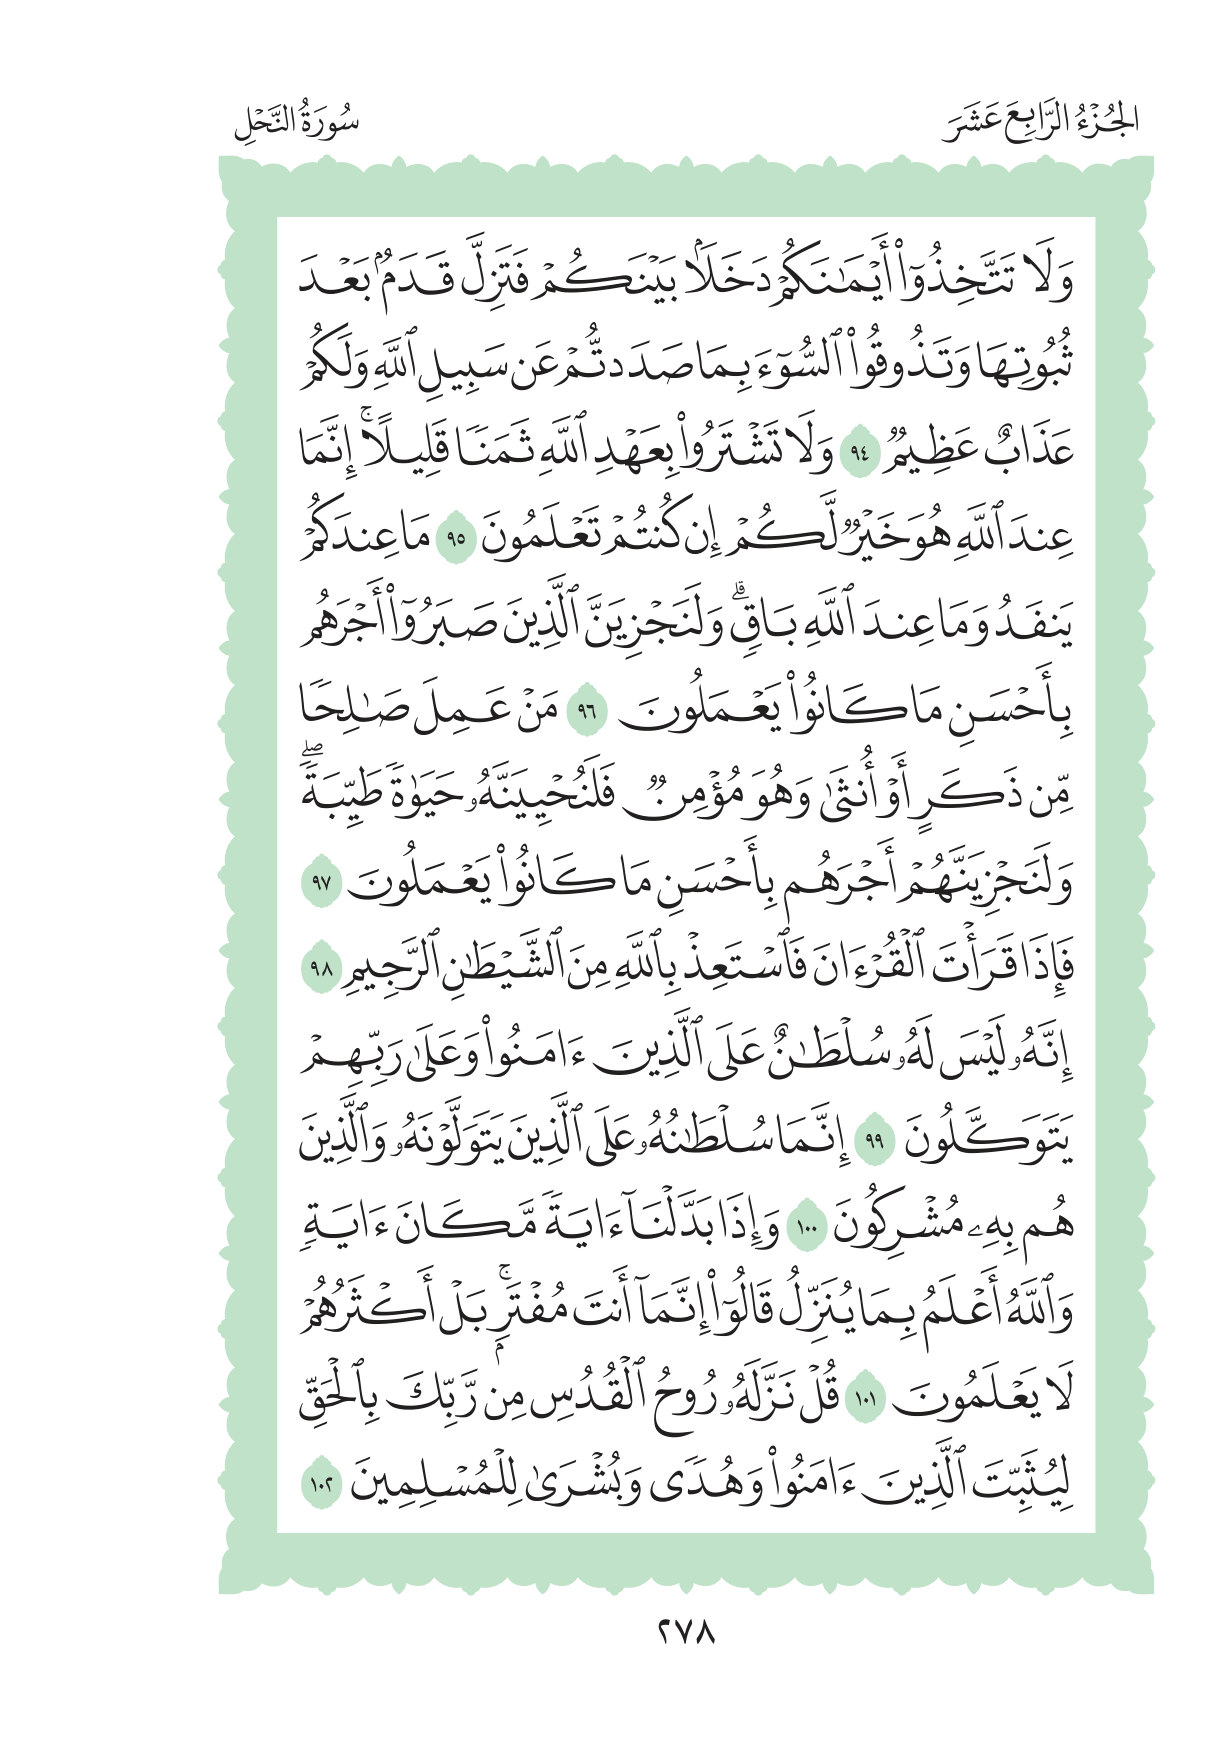 الجُزْءُ الرَّابِعَ عَشَرَ
سُورَةُ النَّحْلِ
وَلَا تَتَّخِذُوٓا۟ أَيْمَٰنَكُمْ دَخَلًۢا بَيْنَكُمْ فَتَزِلَّ قَدَمٌۢ بَعْدَ
ثُبُوتِهَا وَتَذُوقُوا۟ ٱلسُّوٓءَ بِمَا صَدَدتُّمْ عَن سَبِيلِ ٱللَّهِ وَلَكُمْ
عَذَابٌ عَظِيمٌ ٩٤ وَلَا تَشْتَرُوا۟ بِعَهْدِ ٱللَّهِ ثَمَنًا قَلِيلًا ۚ إِنَّمَا
عِندَ ٱللَّهِ هُوَ خَيْرٌ لَّكُمْ إِن كُنتُمْ تَعْلَمُونَ ٩٥ مَا عِندَكُمْ
يَنفَدُ وَمَا عِندَ ٱللَّهِ بَاقٍ ۗ وَلَنَجْزِيَنَّ ٱلَّذِينَ صَبَرُوٓا۟ أَجْرَهُم
بِأَحْسَنِ مَا كَانُوا۟ يَعْمَلُونَ ٩٦ مَنْ عَمِلَ صَٰلِحًا
مِّن ذَكَرٍ أَوْ أُنثَىٰ وَهُوَ مُؤْمِنٌ فَلَنُحْيِيَنَّهُۥ حَيَوٰةً طَيِّبَةً ۖ
وَلَنَجْزِيَنَّهُمْ أَجْرَهُم بِأَحْسَنِ مَا كَانُوا۟ يَعْمَلُونَ ٩٧
فَإِذَا قَرَأْتَ ٱلْقُرْءَانَ فَٱسْتَعِذْ بِٱللَّهِ مِنَ ٱلشَّيْطَٰنِ ٱلرَّجِيمِ ٩٨
إِنَّهُۥ لَيْسَ لَهُۥ سُلْطَٰنٌ عَلَى ٱلَّذِينَ ءَامَنُوا۟ وَعَلَىٰ رَبِّهِمْ
يَتَوَكَّلُونَ ٩٩ إِنَّمَا سُلْطَٰنُهُۥ عَلَى ٱلَّذِينَ يَتَوَلَّوْنَهُۥ وَٱلَّذِينَ
هُم بِهِۦ مُشْرِكُونَ ١٠٠ وَإِذَا بَدَّلْنَآ ءَايَةً مَّكَانَ ءَايَةٍ
وَٱللَّهُ أَعْلَمُ بِمَا يُنَزِّلُ قَالُوٓا۟ إِنَّمَآ أَنتَ مُفْتَرٍۭ ۚ بَلْ أَكْثَرُهُمْ
لَا يَعْلَمُونَ ١٠١ قُلْ نَزَّلَهُۥ رُوحُ ٱلْقُدُسِ مِن رَّبِّكَ بِٱلْحَقِّ
لِيُثَبِّتَ ٱلَّذِينَ ءَامَنُوا۟ وَهُدًى وَبُشْرَىٰ لِلْمُسْلِمِينَ ١٠٢
٢٧٨